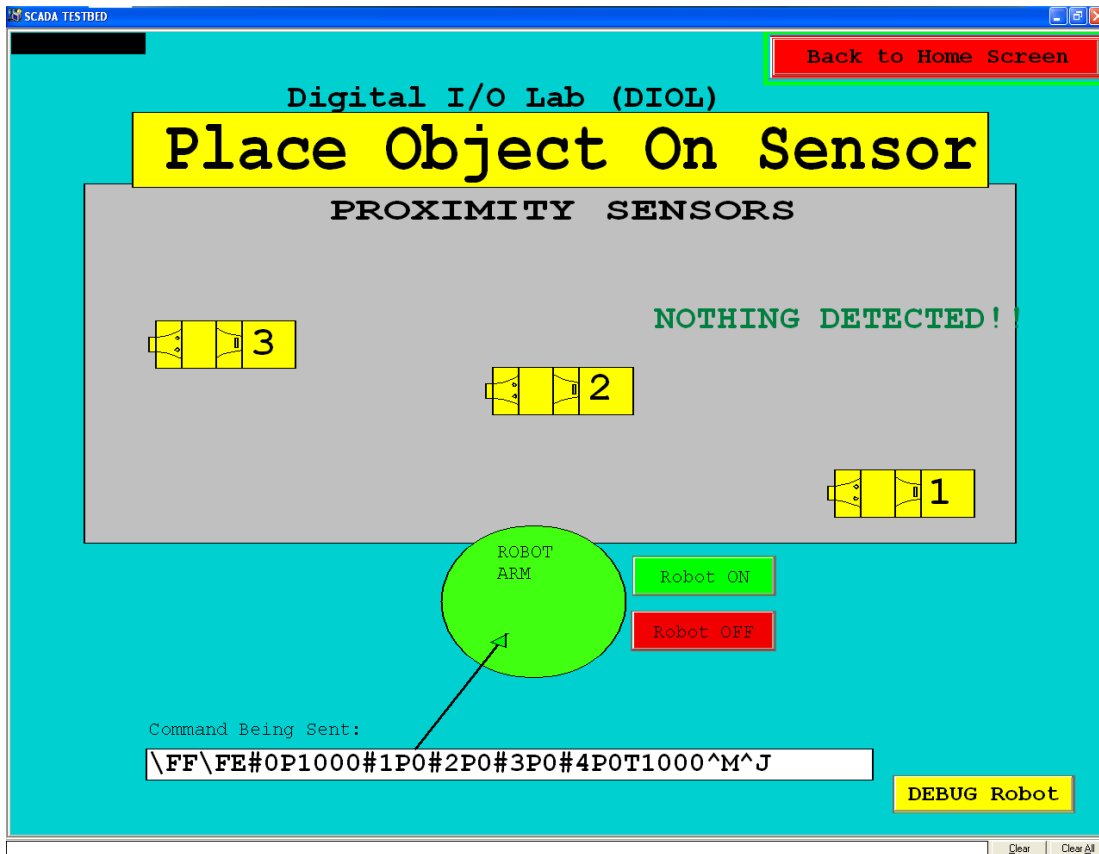 SCADA TESTBED
Back to Home Screen
Digital I/O Lab (DIOL)
Place Object On Sensor
PROXIMITY SENSORS
NOTHING DETECTED!!
3
2
1
ROBOT
ARM
Robot ON
Robot OFF
Command Being Sent:
\FF\FE#0P1000#1P0#2P0#3P0#4P0T1000^M^J
DEBUG Robot
Clear
Clear All